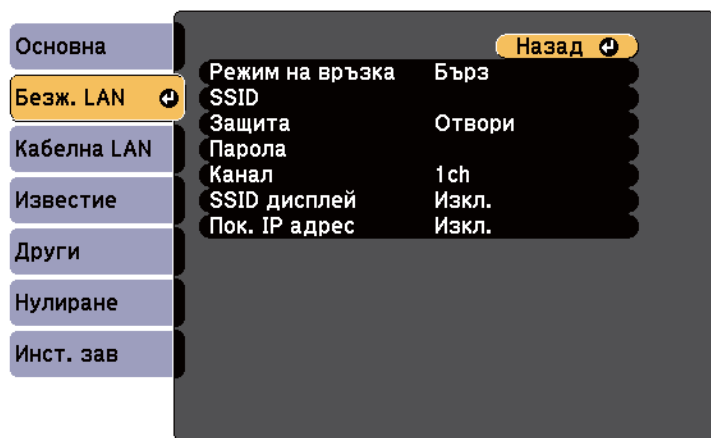 Основна
Безж. LAN
Кабелна LAN
Известие
Други
Нулиране
Инст. зав
Назад
Режим на връзка Бърз
SSID
Защита Отвори
Парола
Канал 1ch
SSID дисплей Изкл.
Пок. IP адрес Изкл.